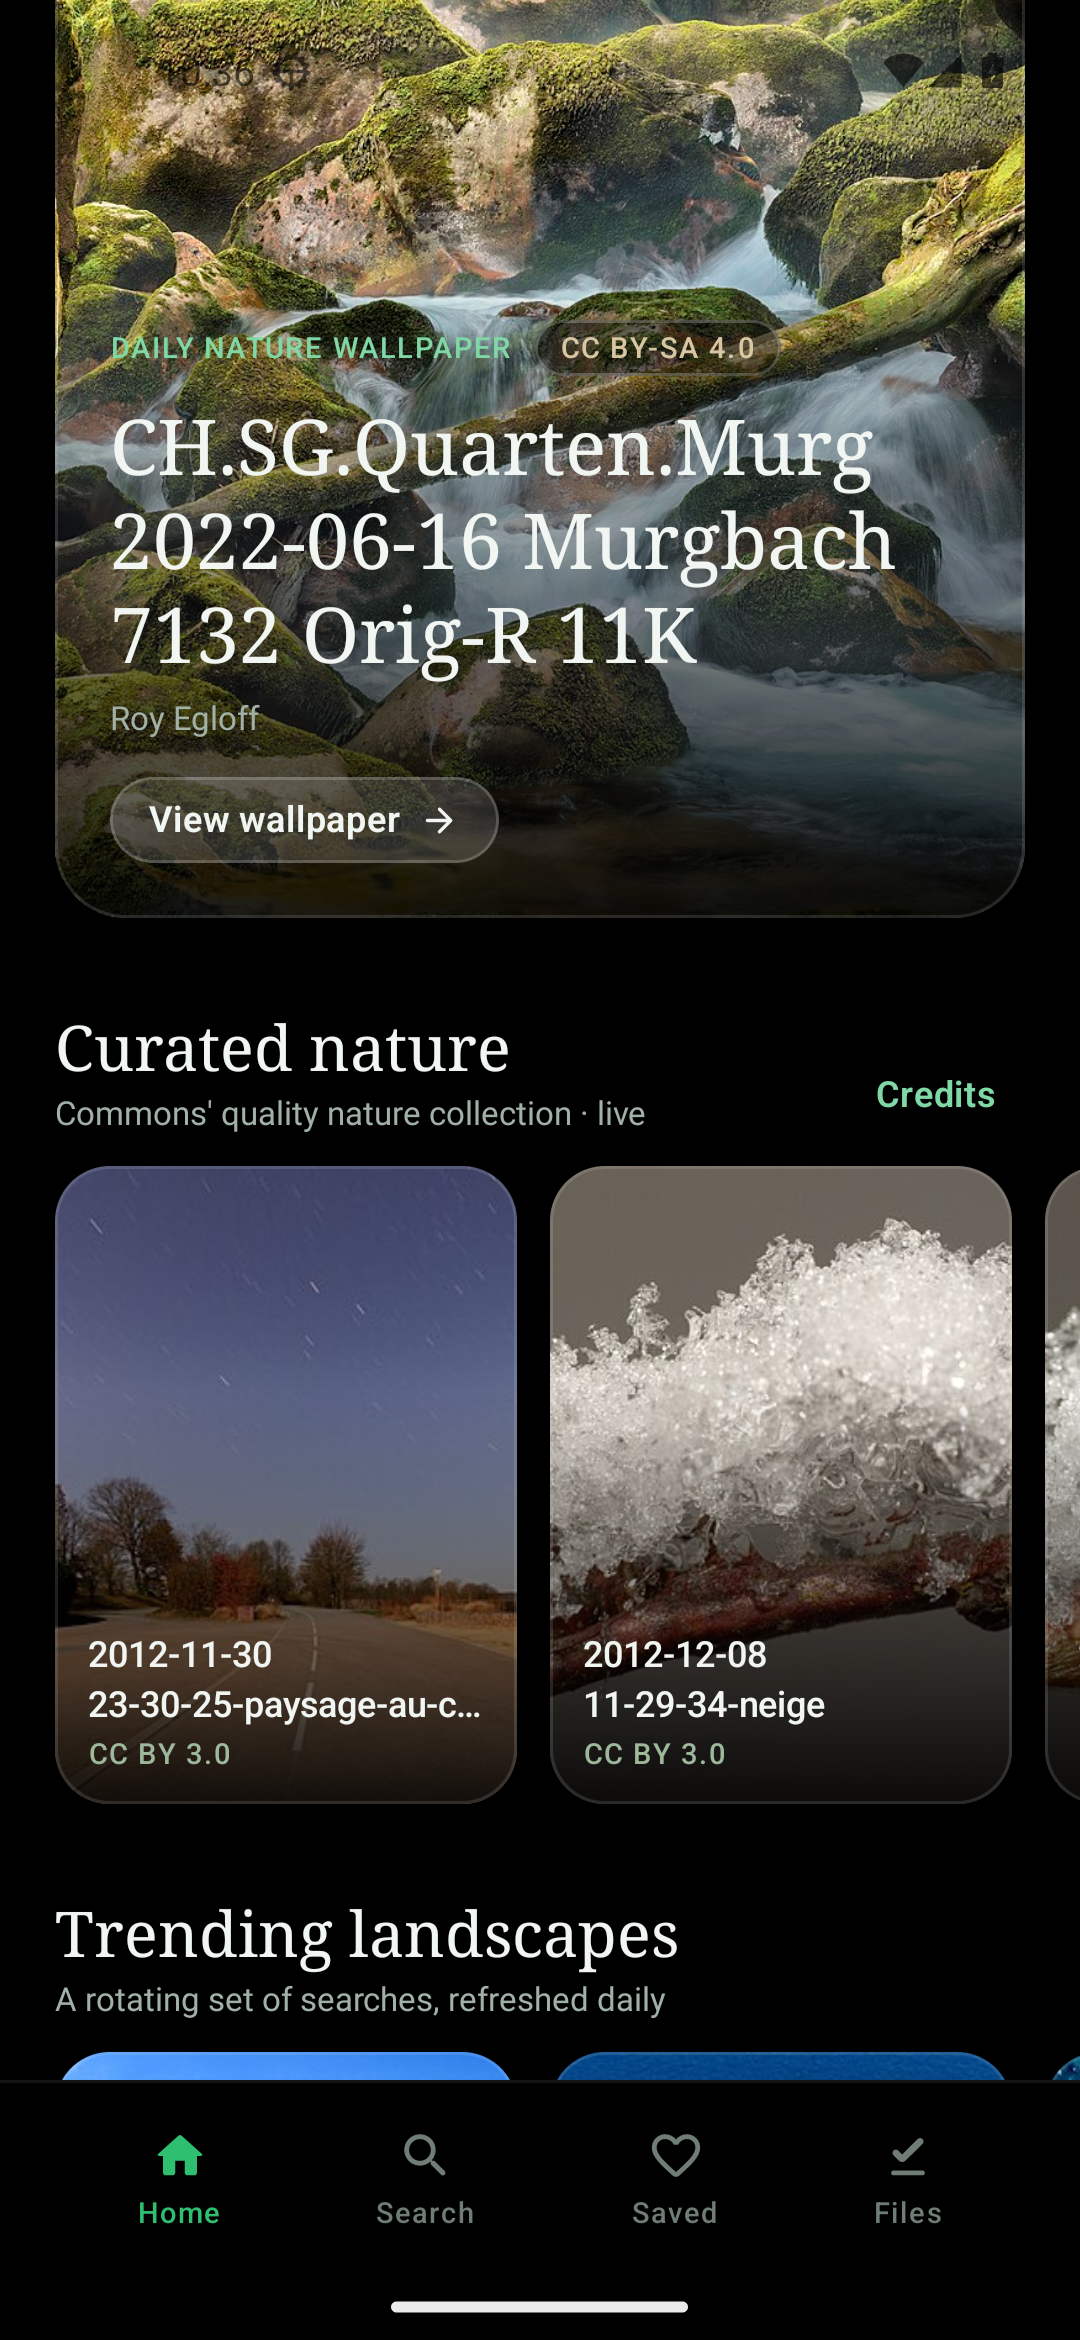 10:36
DAILY NATURE WALLPAPER
CC BY-SA 4.0
CH.SG.Quarten.Murg
2022-06-16 Murgbach
7132 Orig-R 11K
Roy Egloff
View wallpaper
Curated nature
Commons' quality nature collection · live
Credits
2012-11-30
23-30-25-paysage-au-c...
CC BY 3.0
2012-12-08
11-29-34-neige
CC BY 3.0
Trending landscapes
A rotating set of searches, refreshed daily
Home
Search
Saved
Files